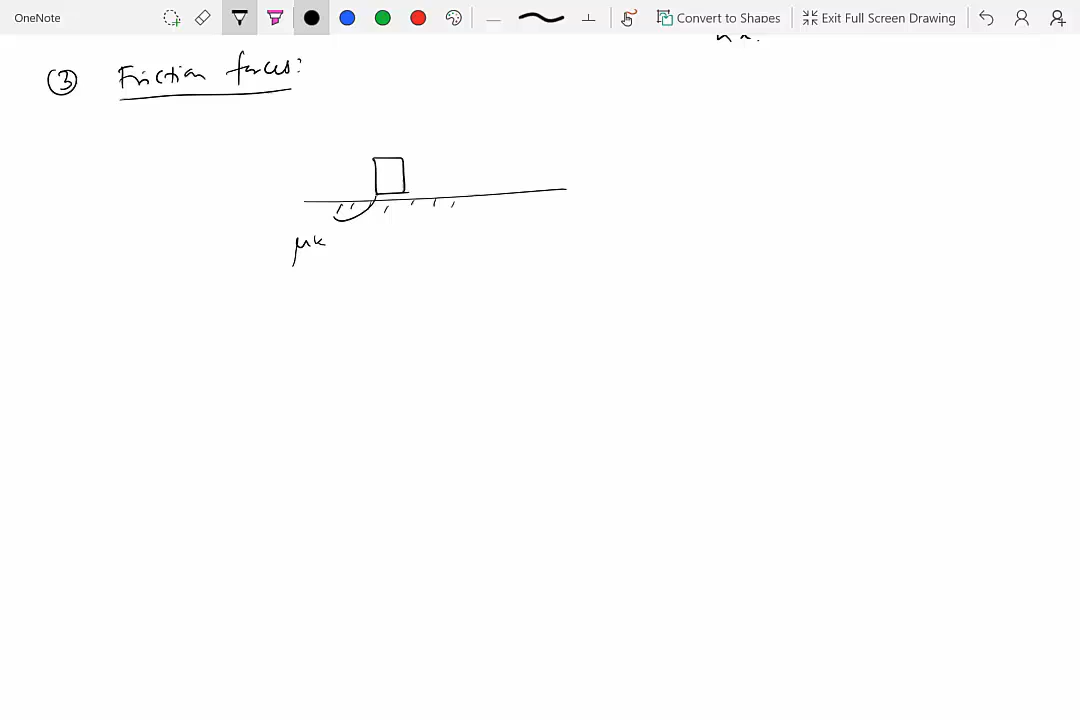 OneNote
Convert to Shapes
Exit Full Screen Drawing
③ Friction forces:
μk